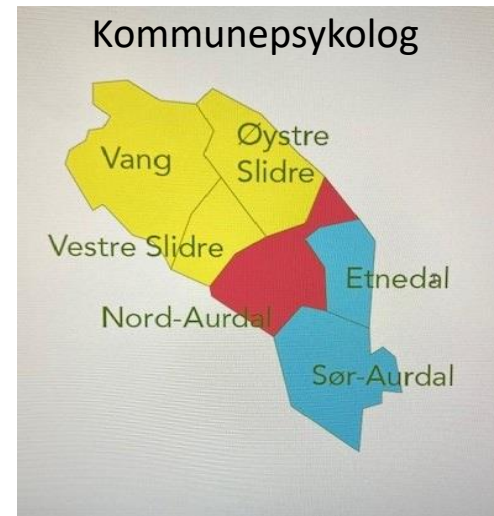 Kommunepsykolog
Vang
Øystre
Slidre
Vestre Slidre
Etnedal
Nord-Aurdal
Sør-Aurdal